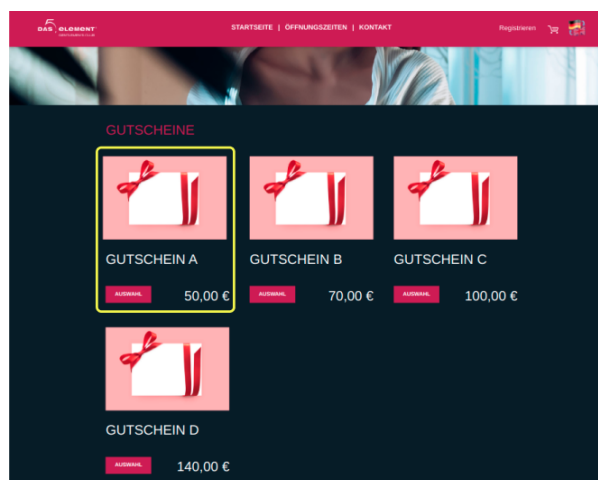 DAS eLeMeNT
STARTSEITE | ÖFFNUNGSZEITEN | KONTAKT
Registrieren
GUTSCHEINE
GUTSCHEIN A
GUTSCHEIN B
GUTSCHEIN C
AUSWAHL 50,00 €
AUSWAHL 70,00 €
AUSWAHL 100,00 €
GUTSCHEIN D
AUSWAHL 140,00 €